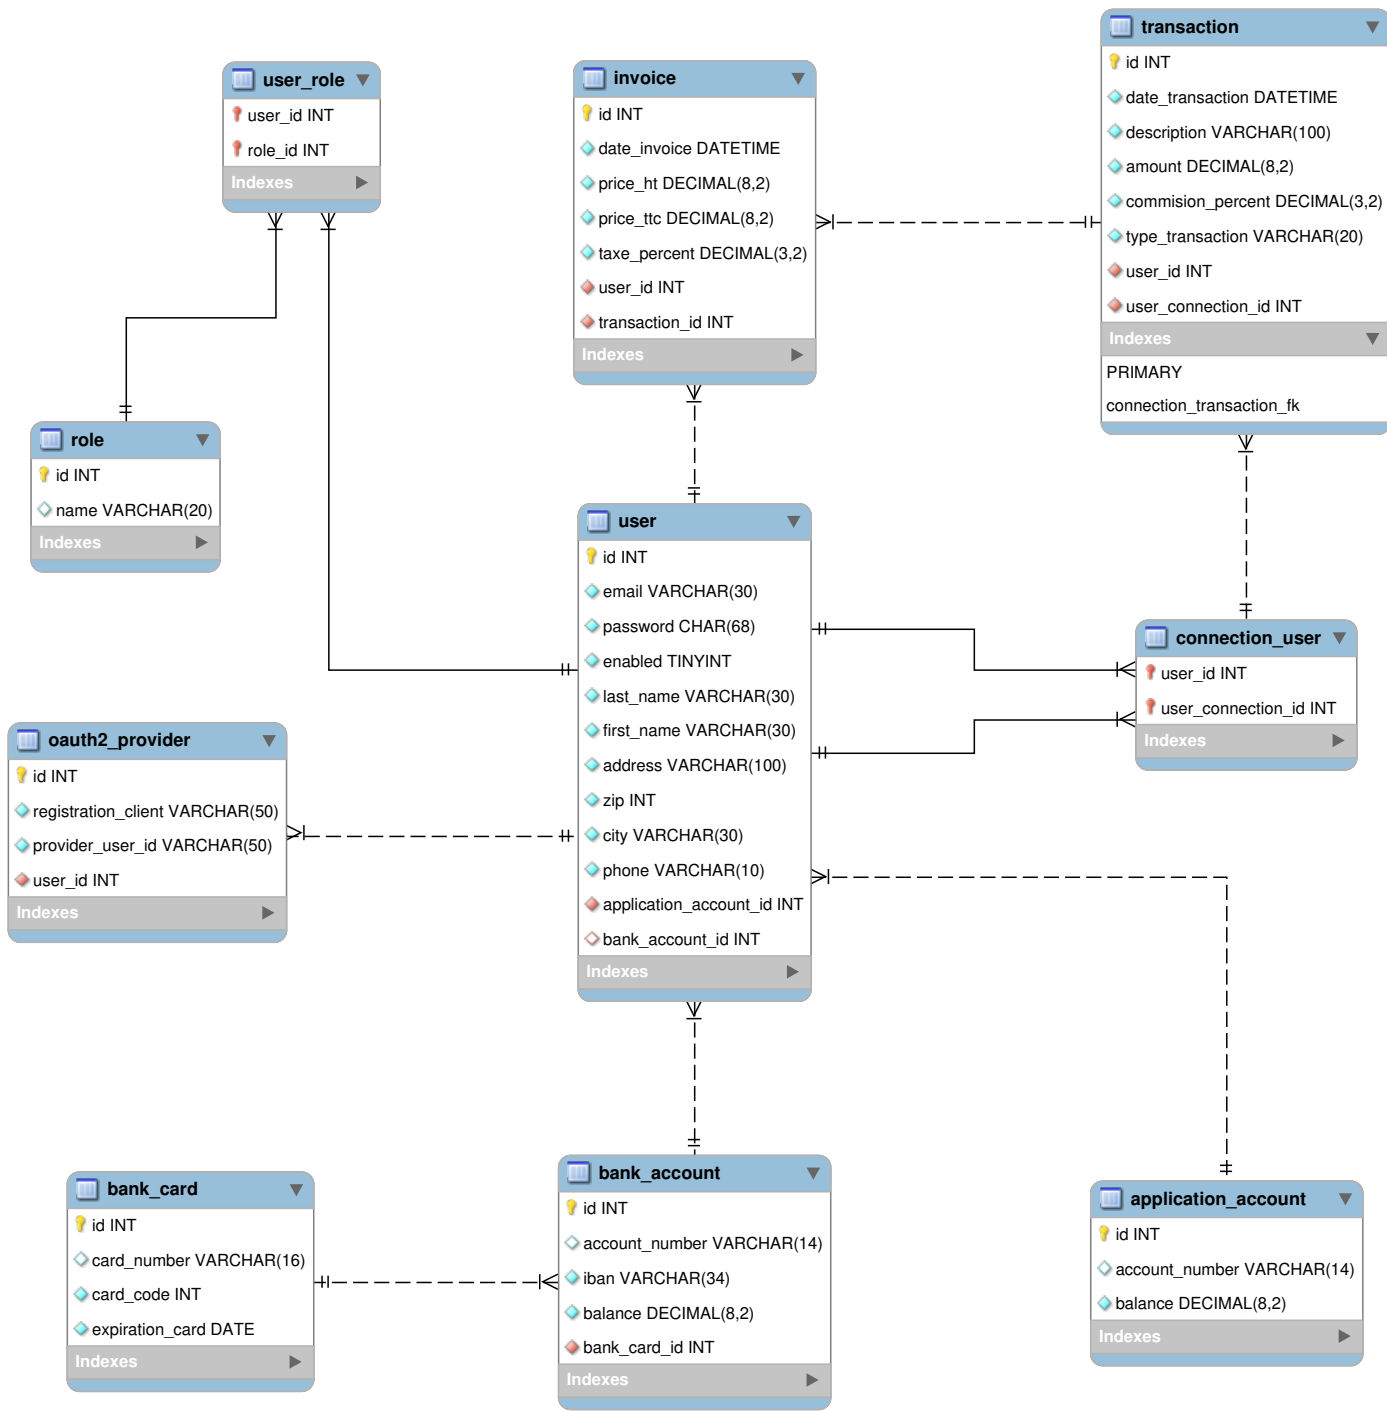 transaction
id INT
date_transaction DATETIME
description VARCHAR(100)
amount DECIMAL(8,2)
commision_percent DECIMAL(3,2)
type_transaction VARCHAR(20)
user_id INT
user_connection_id INT
Indexes
PRIMARY
connection_transaction_fk
user_role
user_id INT
role_id INT
Indexes
invoice
id INT
date_invoice DATETIME
price_ht DECIMAL(8,2)
price_ttc DECIMAL(8,2)
taxe_percent DECIMAL(3,2)
user_id INT
transaction_id INT
Indexes
role
id INT
name VARCHAR(20)
Indexes
user
id INT
email VARCHAR(30)
password CHAR(68)
enabled TINYINT
last_name VARCHAR(30)
first_name VARCHAR(30)
address VARCHAR(100)
zip INT
city VARCHAR(30)
phone VARCHAR(10)
application_account_id INT
bank_account_id INT
Indexes
connection_user
user_id INT
user_connection_id INT
Indexes
oauth2_provider
id INT
registration_client VARCHAR(50)
provider_user_id VARCHAR(50)
user_id INT
Indexes
bank_card
id INT
card_number VARCHAR(16)
card_code INT
expiration_card DATE
Indexes
bank_account
id INT
account_number VARCHAR(14)
iban VARCHAR(34)
balance DECIMAL(8,2)
bank_card_id INT
Indexes
application_account
id INT
account_number VARCHAR(14)
balance DECIMAL(8,2)
Indexes